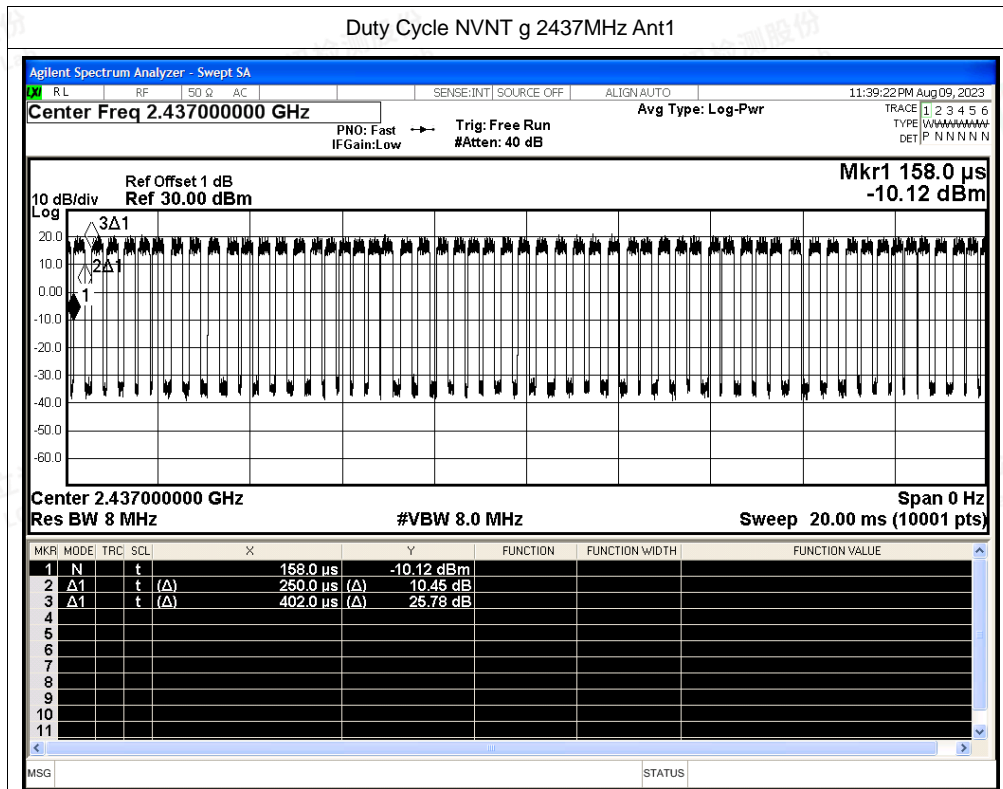 Duty Cycle NVNT g 2437MHz Ant1
Agilent Spectrum Analyzer - Swept SA
LXI RL RF 50 Ω AC SENSE:INT SOURCE OFF ALIGN AUTO 11:39:22 PM Aug 09, 2023
Center Freq 2.437000000 GHz Avg Type: Log-Pwr TRACE 1 2 3 4 5 6
PNO: Fast Trig: Free Run TYPE
IFGain:Low #Atten: 40 dB DET P N N N N N
Mkr1 158.0 µs
-10.12 dBm
Ref Offset 1 dB
10 dB/div Ref 30.00 dBm
Log
3Δ1
20.0
10.0
2Δ1
0.00
1
-10.0
-20.0
-30.0
-40.0
-50.0
-60.0
Center 2.437000000 GHz Span 0 Hz
Res BW 8 MHz #VBW 8.0 MHz Sweep 20.00 ms (10001 pts)
MKR MODE TRC SCL X Y FUNCTION FUNCTION WIDTH FUNCTION VALUE
1 N t 158.0 µs -10.12 dBm
2 Δ1 t (Δ) 250.0 µs (Δ) 10.45 dB
3 Δ1 t (Δ) 402.0 µs (Δ) 25.78 dB
4
5
6
7
8
9
10
11
MSG STATUS